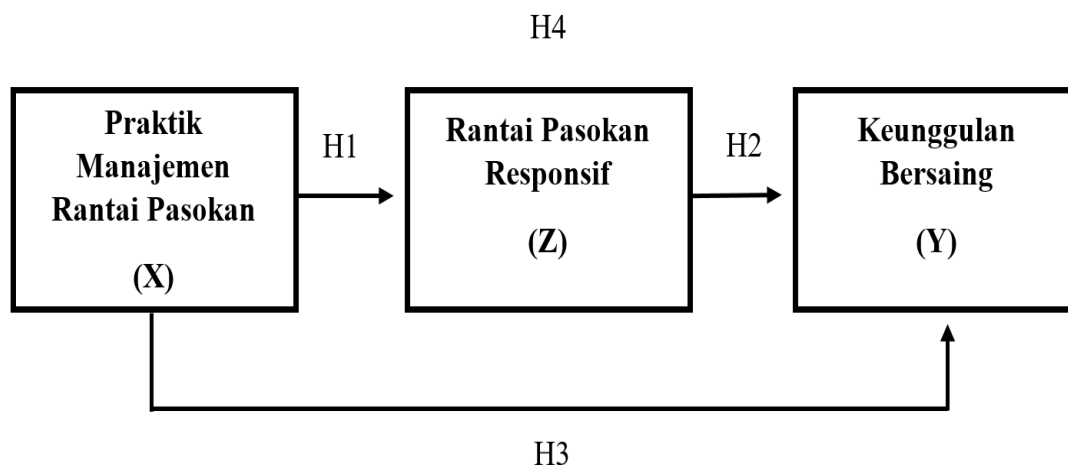 H4
Praktik
Manajemen
Rantai Pasokan
(X)
H1
Rantai Pasokan
Responsif
(Z)
H2
Keunggulan
Bersaing
(Y)
H3